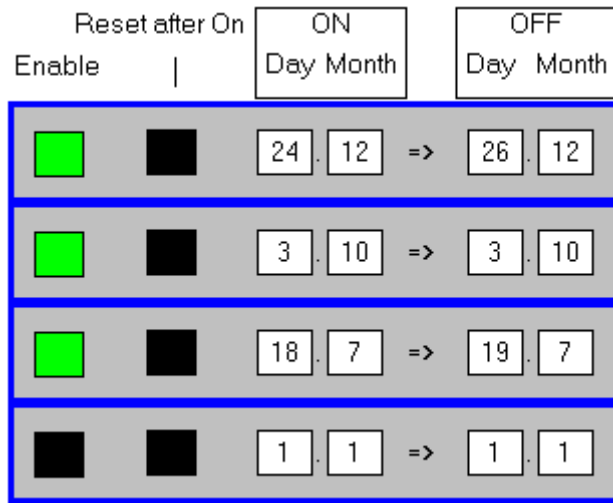 Reset after On ON OFF
Enable | Day Month Day Month
24 . 12 => 26 . 12
3 . 10 => 3 . 10
18 . 7 => 19 . 7
1 . 1 => 1 . 1